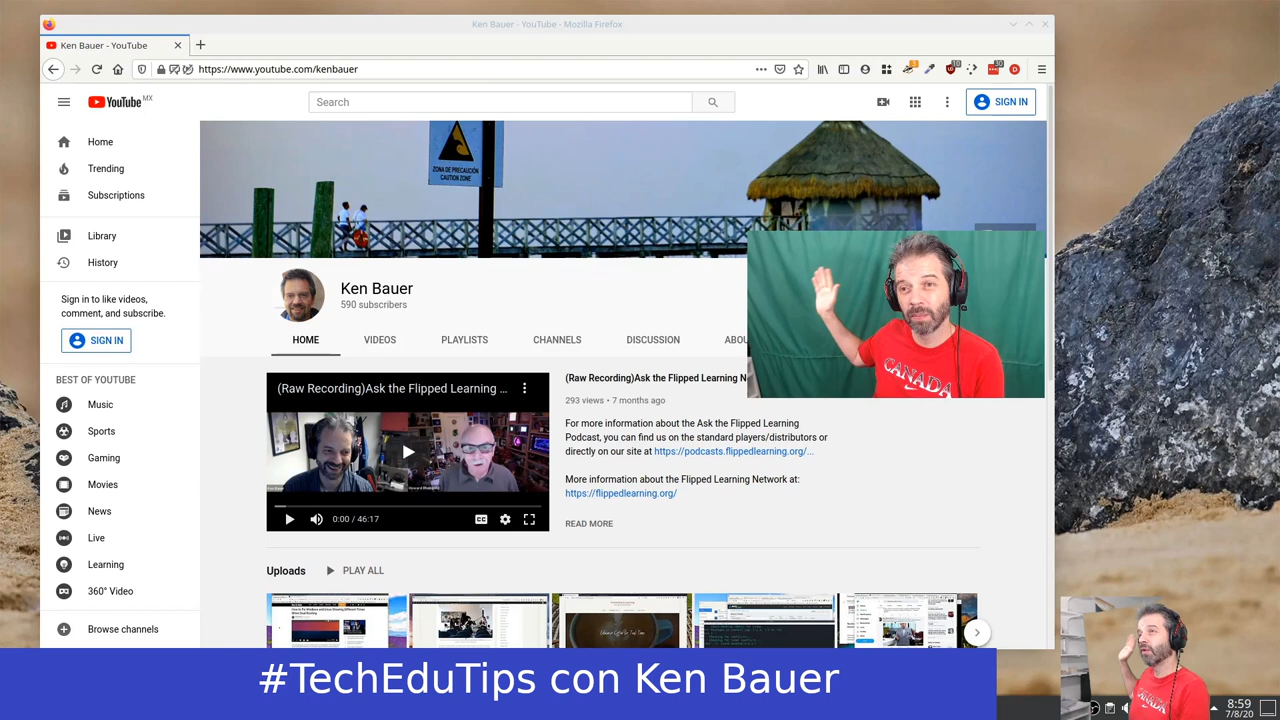 Ken Bauer - YouTube - Mozilla Firefox
Ken Bauer - YouTube
https://www.youtube.com/kenbauer
YouTube MX
Search
SIGN IN
Home
Trending
Subscriptions
Library
History
Sign in to like videos,
comment, and subscribe.
SIGN IN
BEST OF YOUTUBE
Music
Sports
Gaming
Movies
News
Live
Learning
360° Video
Browse channels
ZONA DE PRECAUCIÓN
CAUTION ZONE
Ken Bauer
590 subscribers
HOME
VIDEOS
PLAYLISTS
CHANNELS
DISCUSSION
ABOU
CANADA
(Raw Recording)Ask the Flipped Learning ...
0:00 / 46:17
(Raw Recording)Ask the Flipped Learning N
293 views • 7 months ago
For more information about the Ask the Flipped Learning
Podcast, you can find us on the standard players/distributors or
directly on our site at https://podcasts.flippedlearning.org/...
More information about the Flipped Learning Network at:
https://flippedlearning.org/
READ MORE
Uploads
PLAY ALL
#TechEduTips con Ken Bauer
CANADA
8:59
7/8/20